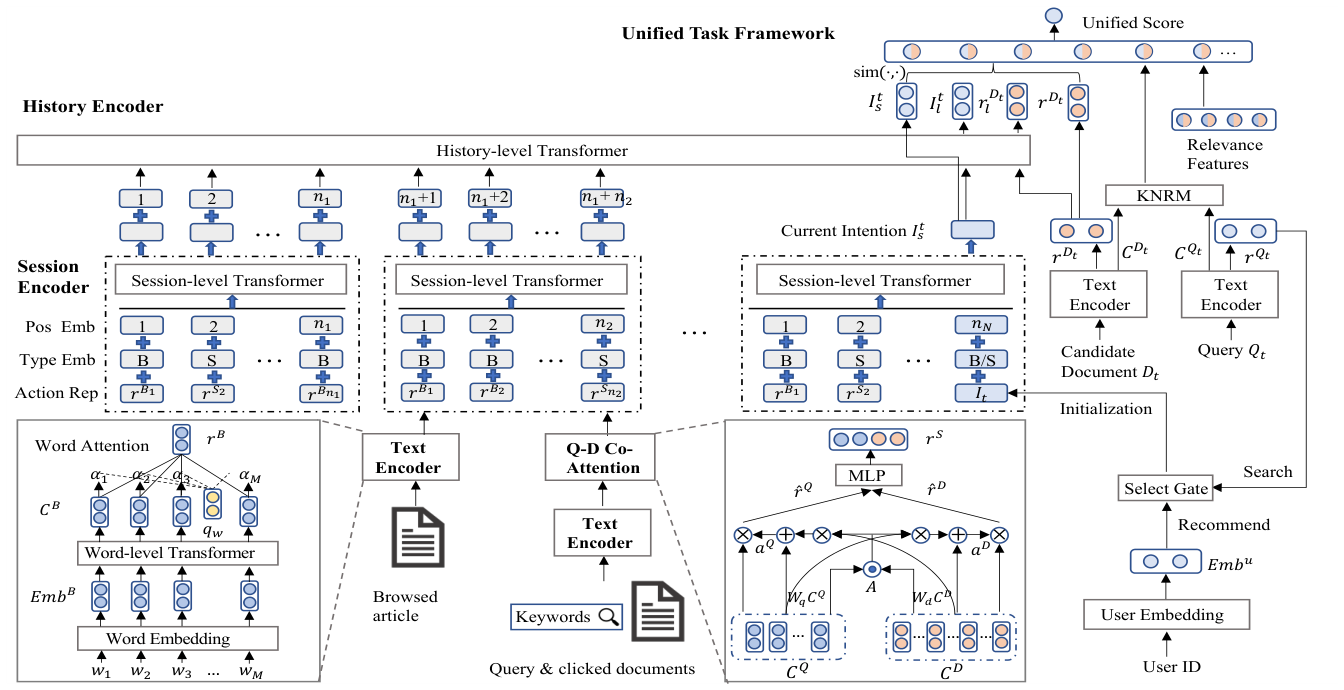 Unified Task Framework
Unified Score
...
sim(·,·)
I_s^t
I_l^t
r_l^{D_t}
r^{D_t}
Relevance
Features
History Encoder
History-level Transformer
KNRM
1
2
n_1
n_1+1
n_1+2
n_1+ n_2
...
...
Current Intention I_s^t
r^{D_t}
C^{D_t}
C^{Q_t}
r^{Q_t}
Session
Encoder
Session-level Transformer
Session-level Transformer
Session-level Transformer
Text
Encoder
Text
Encoder
Pos Emb
1
2
n_1
1
2
n_2
1
2
n_N
...
Type Emb
B
S
...
B
B
B
...
S
B
S
...
B/S
Candidate
Document D_t
Query Q_t
Action Rep
r^{B_1}
r^{S_2}
r^{B_{n_1}}
r^{B_1}
r^{B_2}
r^{S_{n_2}}
r^{B_1}
r^{S_2}
I_t
Initialization
Word Attention
r^B
α_1
α_2
α_3
α_M
C^B
q_w
Word-level Transformer
Emb^B
Word Embedding
w_1
w_2
w_3
...
w_M
Text
Encoder
Browsed
article
Q-D Co-
Attention
Text
Encoder
Keywords
Query & clicked documents
r^S
MLP
r̂^Q
r̂^D
a^Q
a^D
A
W_qC^Q
W_dC^D
...
...
...
C^Q
C^D
Search
Select Gate
Recommend
Emb^u
User Embedding
User ID